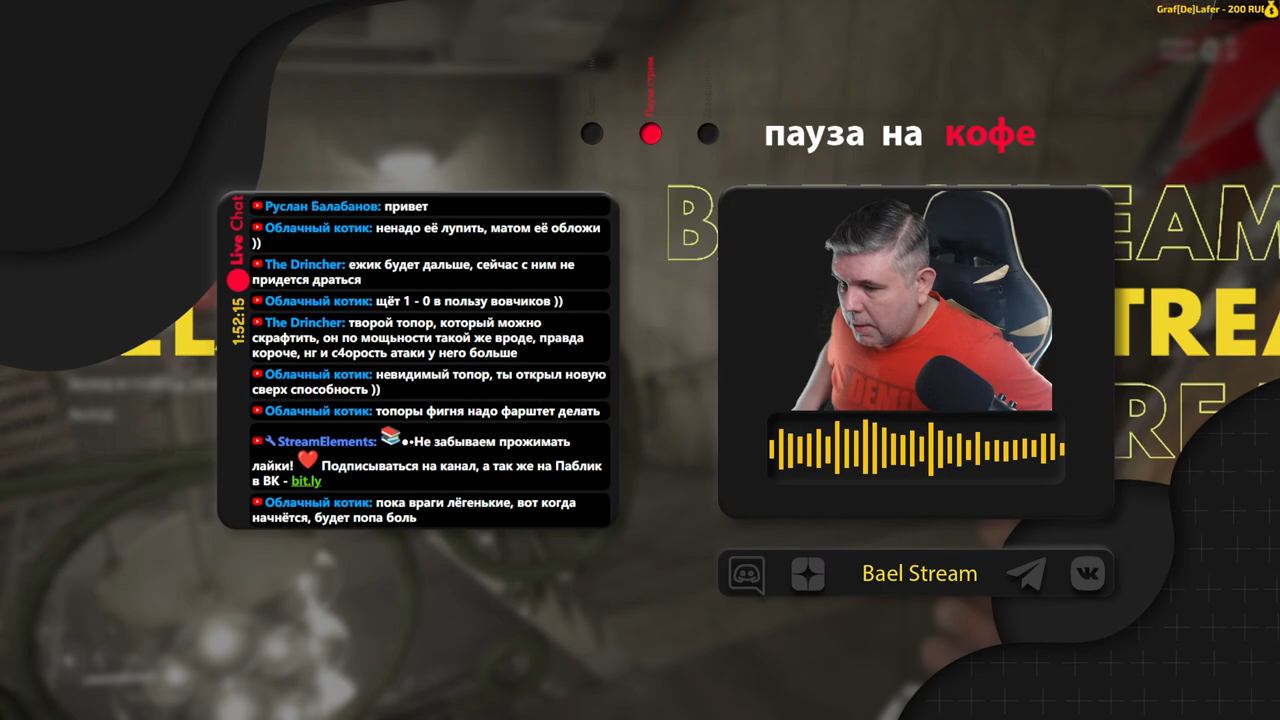 Graf[De]Lafer - 200 RUB
Пауза стрима
пауза на кофе
Live Chat
1:52:15
Руслан Балабанов: привет
Облачный котик: ненадо её лупить, матом её обложи
))
The Drincher: ежик будет дальше, сейчас с ним не
придется драться
Облачный котик: щёт 1 - 0 в пользу вовчиков ))
The Drincher: творой топор, который можно
скрафтить, он по мощьности такой же вроде, правда
короче, нг и с4орость атаки у него больше
Облачный котик: невидимый топор, ты открыл новую
сверх способность ))
Облачный котик: топоры фигня надо фарштет делать
StreamElements: 📚●•Не забываем прожимать
лайки! ❤️ Подписываться на канал, а так же на Паблик
в ВК - bit.ly
Облачный котик: пока враги лёгенькие, вот когда
начнётся, будет попа боль
DEMI
Bael Stream